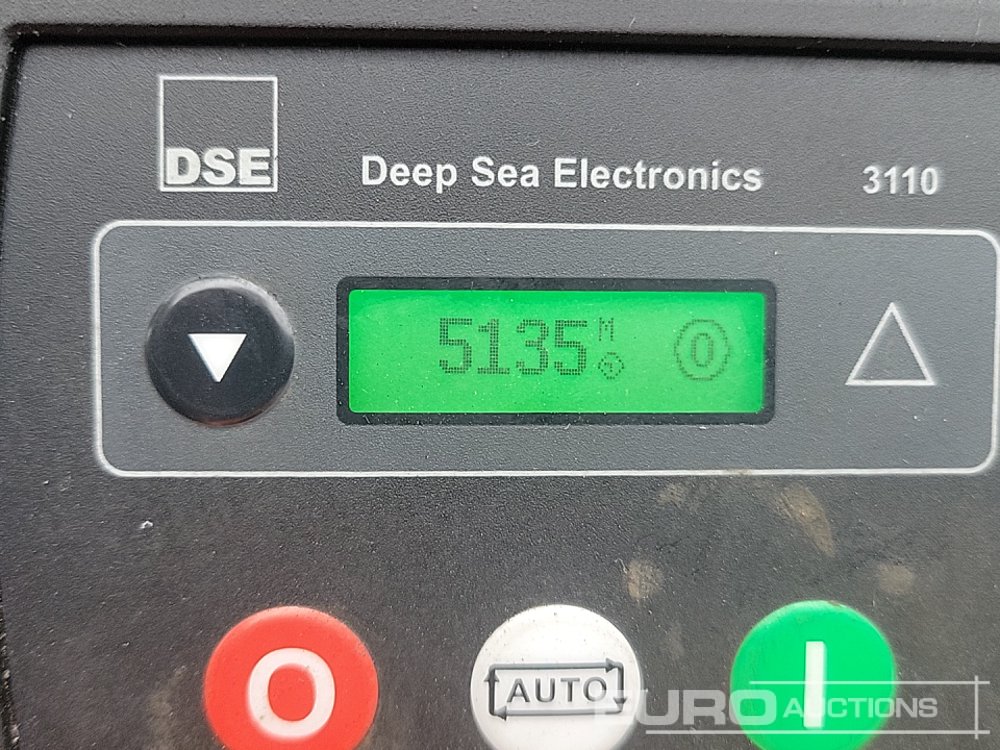 DSE
Deep Sea Electronics
3110
5135 M
0
O
AUTO
I
EURO AUCTIONS